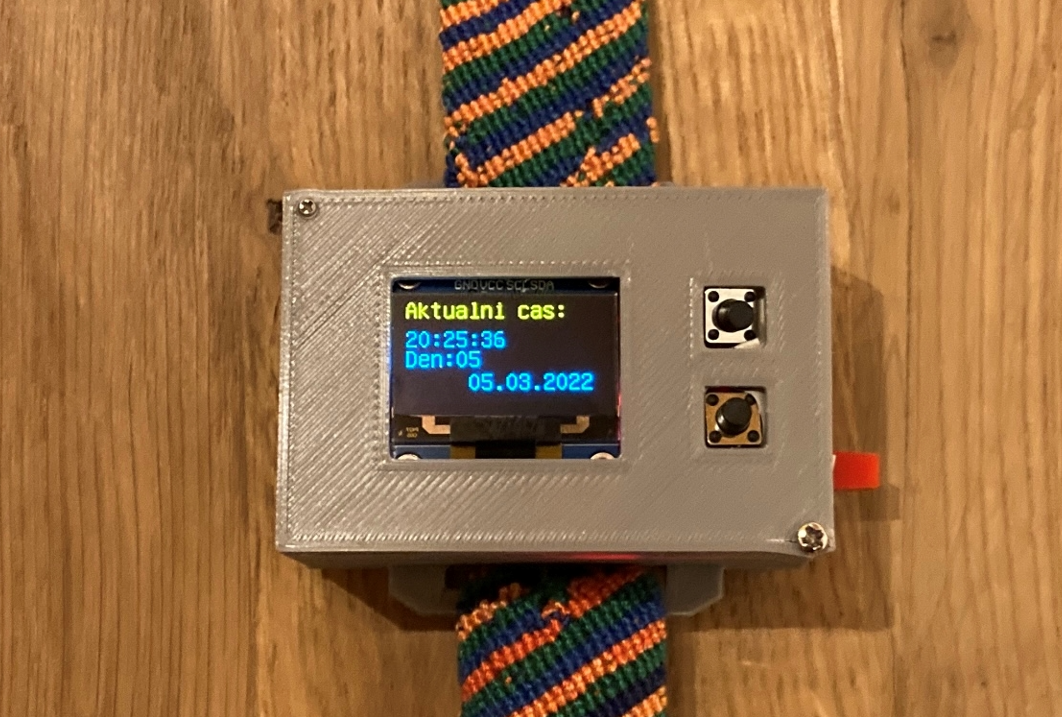 GND VCC SCL SDA
Aktualni cas:
20:25:36
Den:05
05.03.2022